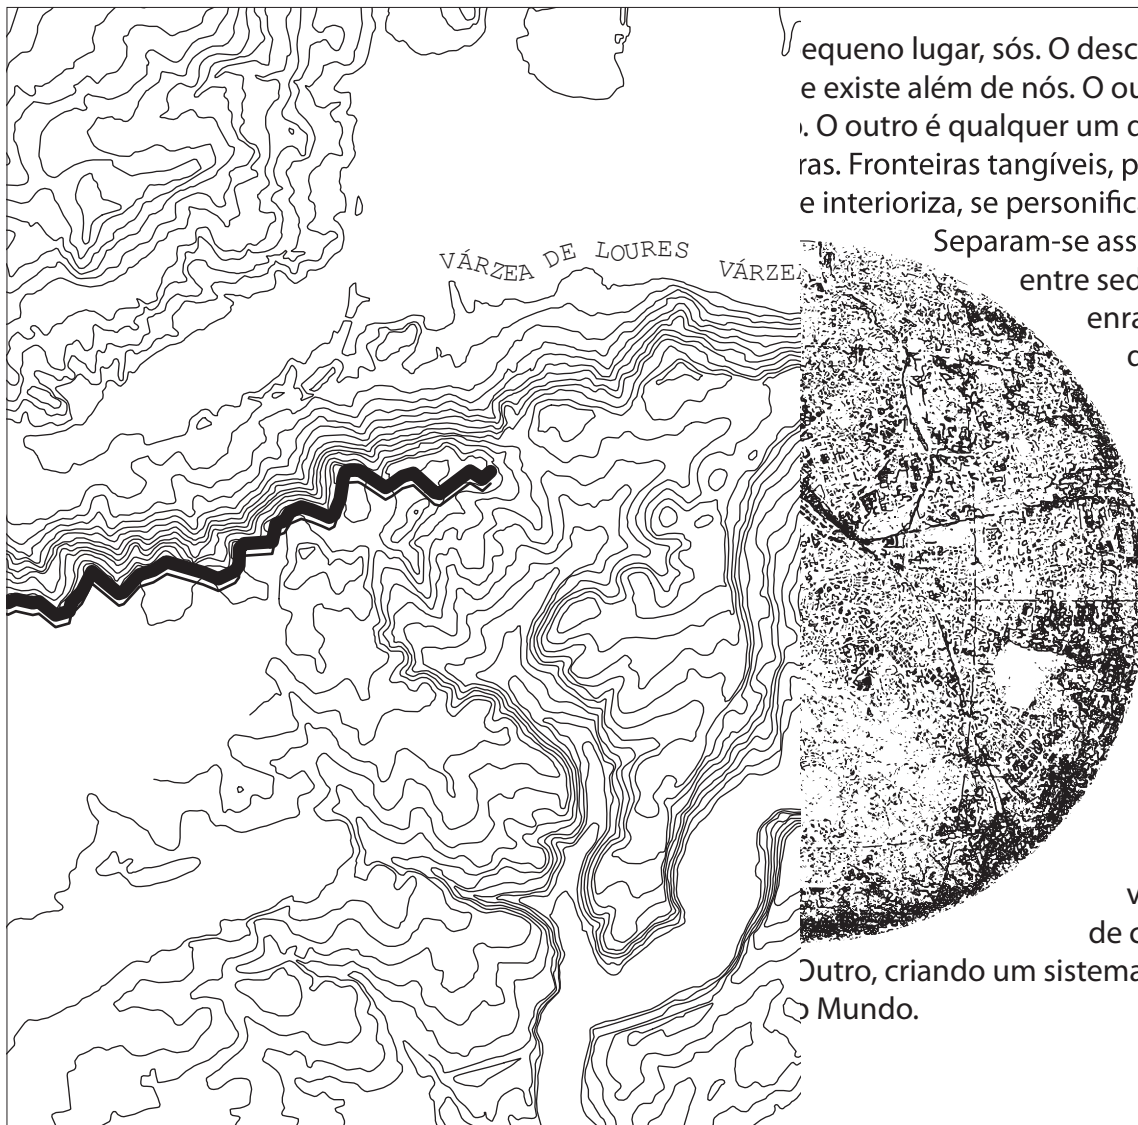 VÁRZEA DE LOURES VÁRZE
equeno lugar, sós. O desc
e existe além de nós. O ou
. O outro é qualquer um
ras. Fronteiras tangíveis, p
e interioriza, se personific
Separam-se ass
entre sed
enra
v
de
Outro, criando um sistema
o Mundo.